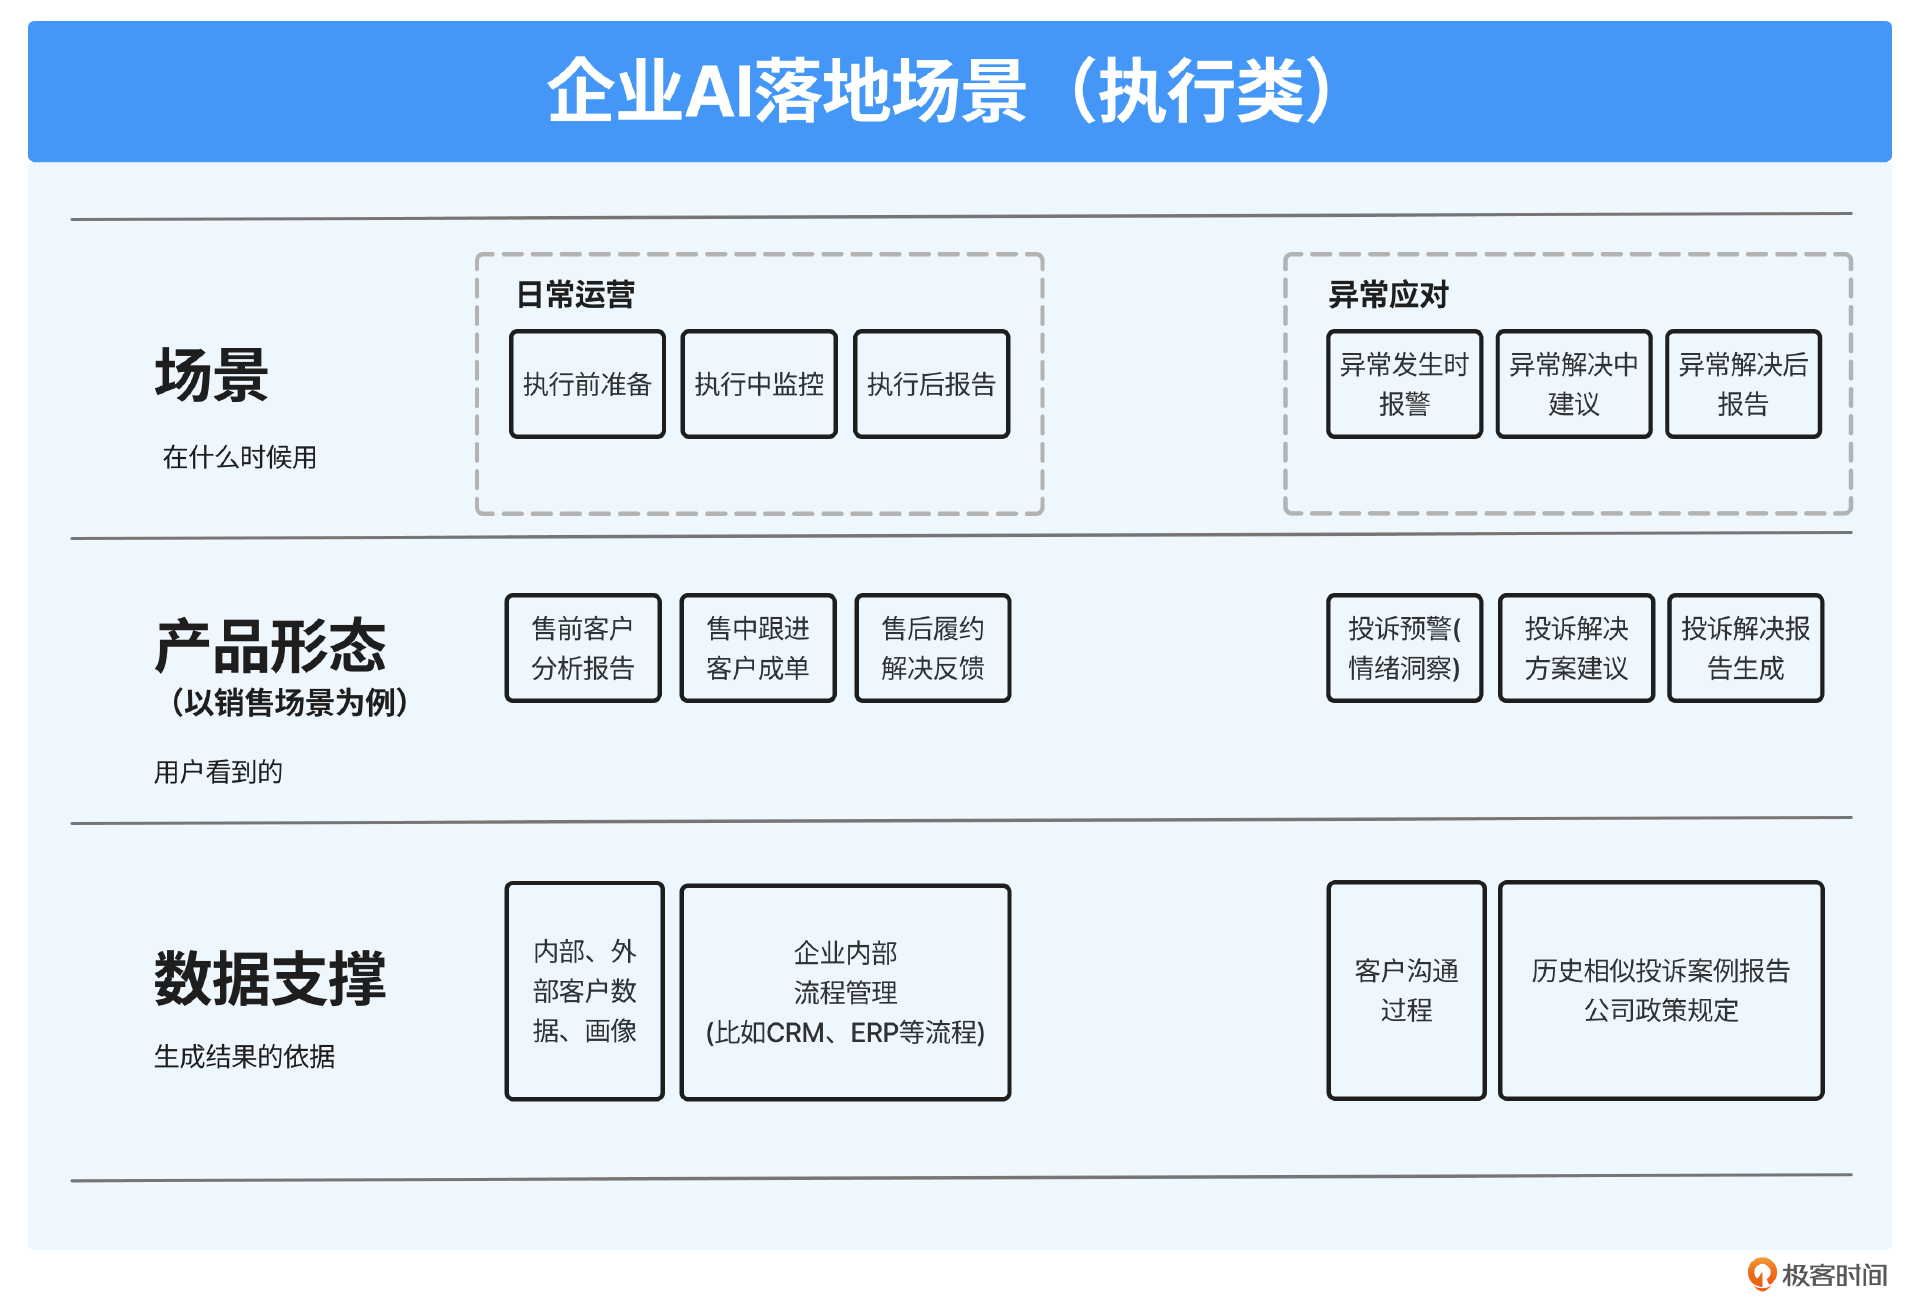 企业AI落地场景（执行类）
场景
在什么时候用
日常运营
执行前准备
执行中监控
执行后报告
异常应对
异常发生时
报警
异常解决中
建议
异常解决后
报告
产品形态
（以销售场景为例）
用户看到的
售前客户
分析报告
售中跟进
客户成单
售后履约
解决反馈
投诉预警(
情绪洞察)
投诉解决
方案建议
投诉解决报
告生成
数据支撑
生成结果的依据
内部、外
部客户数
据、画像
企业内部
流程管理
(比如CRM、ERP等流程)
客户沟通
过程
历史相似投诉案例报告
公司政策规定
极客时间